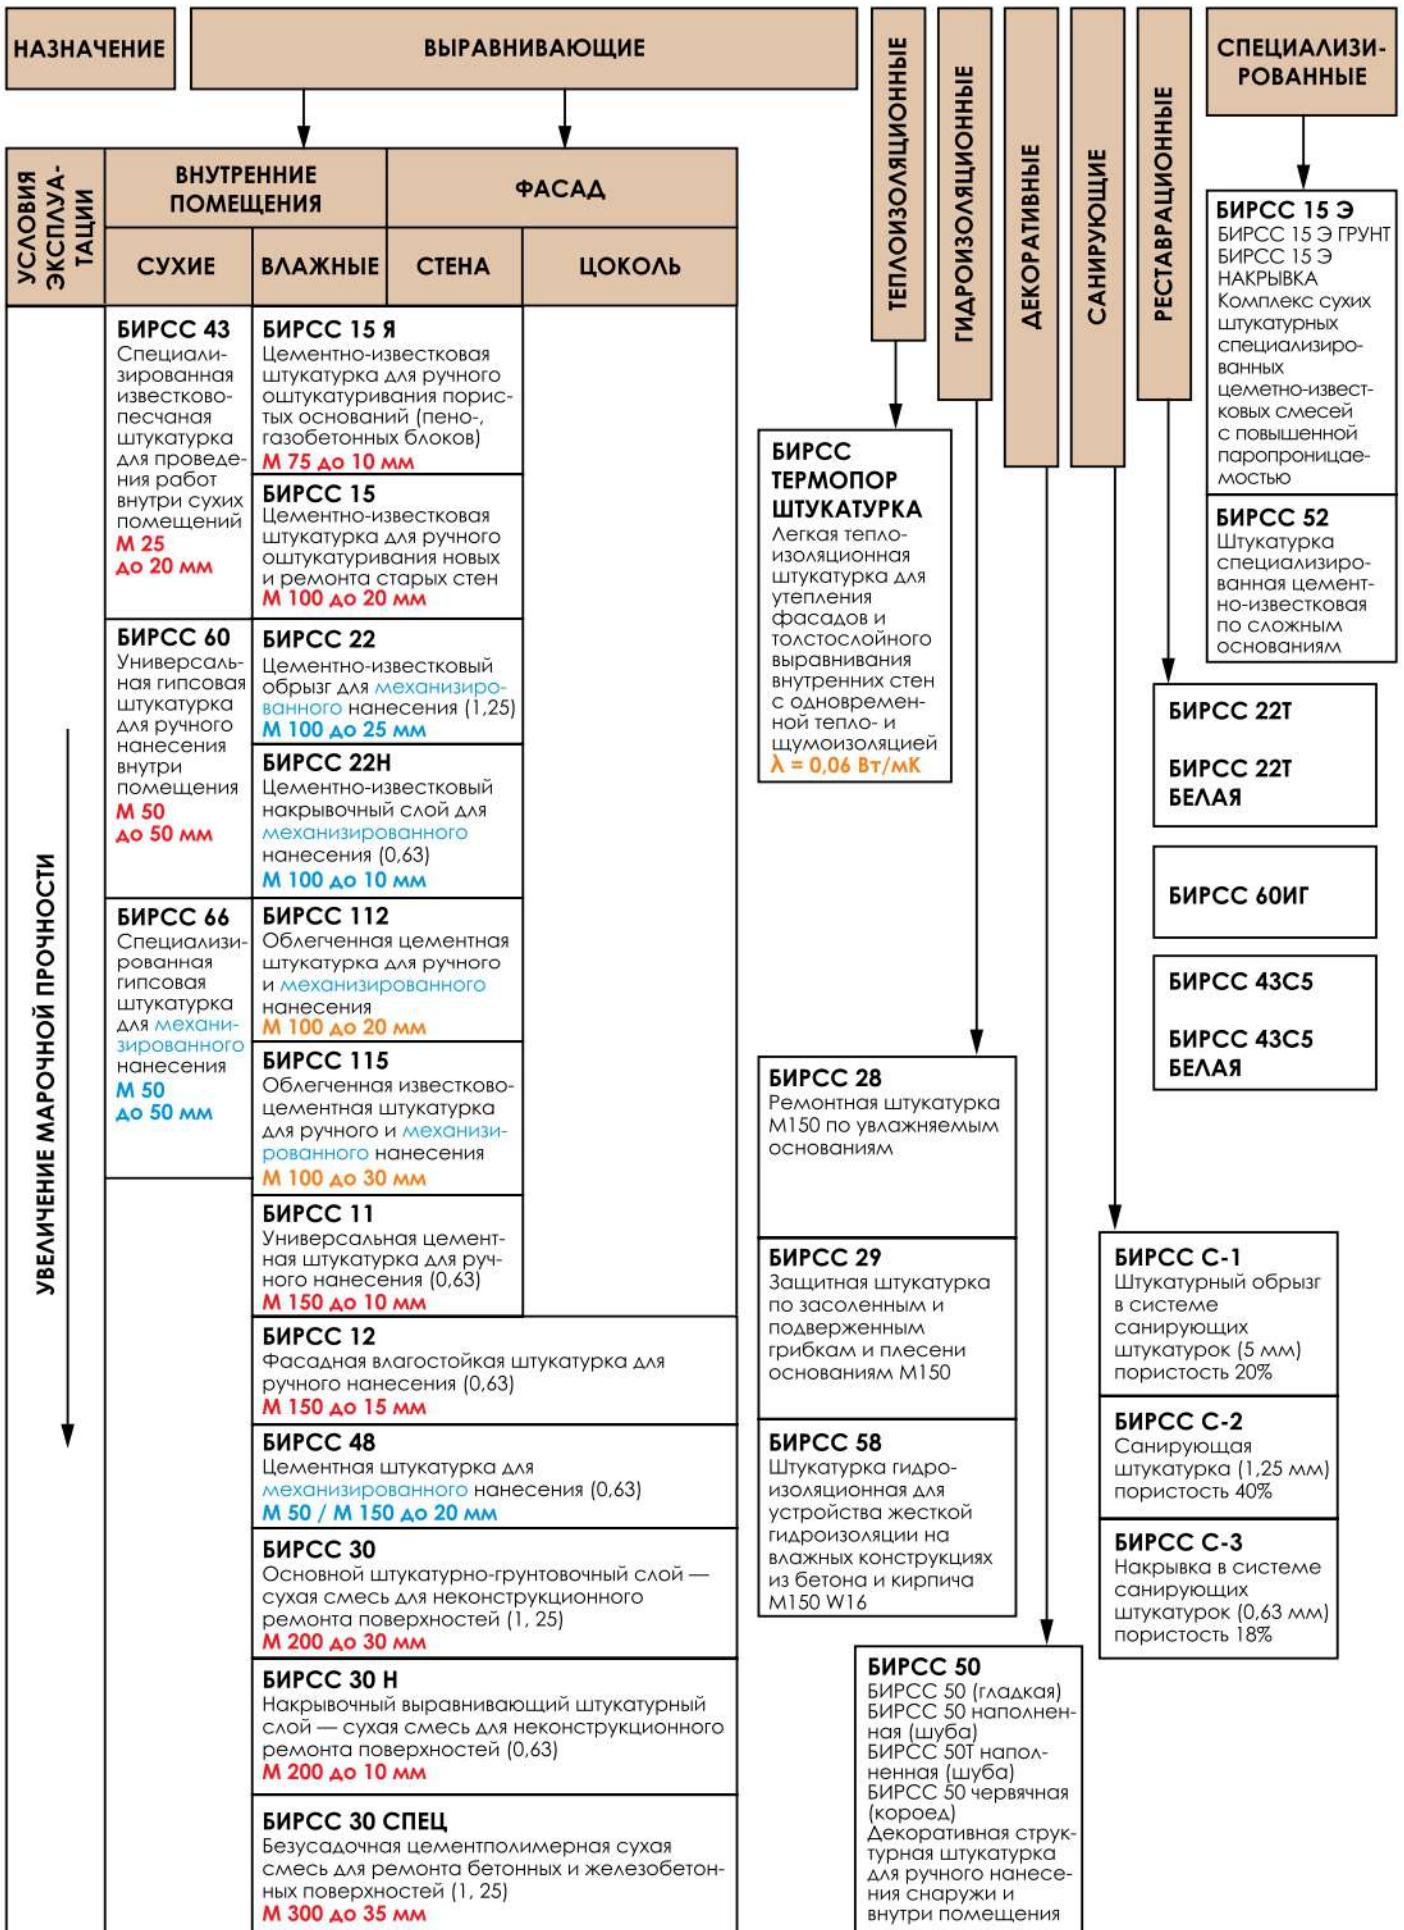 НАЗНАЧЕНИЕ
ВЫРАВНИВАЮЩИЕ
ТЕПЛОИЗОЛЯЦИОННЫЕ
ГИДРОИЗОЛЯЦИОННЫЕ
ДЕКОРАТИВНЫЕ
САНИРУЮЩИЕ
РЕСТАВРАЦИОННЫЕ
СПЕЦИАЛИЗИ-
РОВАННЫЕ
УСЛОВИЯ
ЭКСПЛУА-
ТАЦИИ
ВНУТРЕННИЕ
ПОМЕЩЕНИЯ
ФАСАД
СУХИЕ
ВЛАЖНЫЕ
СТЕНА
ЦОКОЛЬ
УВЕЛИЧЕНИЕ МАРОЧНОЙ ПРОЧНОСТИ
БИРСС 43
Специали-
зированная
известково-
песчаная
штукатурка
для проведе-
ния работ
внутри сухих
помещений
М 25
до 20 мм
БИРСС 60
Универсаль-
ная гипсовая
штукатурка
для ручного
нанесения
внутри
помещения
М 50
до 50 мм
БИРСС 66
Специализи-
рованная
гипсовая
штукатурка
для механи-
зированного
нанесения
М 50
до 50 мм
БИРСС 15 Я
Цементно-известковая
штукатурка для ручного
оштукатуривания порис-
тых оснований (пено-,
газобетонных блоков)
М 75 до 10 мм
БИРСС 15
Цементно-известковая
штукатурка для ручного
оштукатуривания новых
и ремонта старых стен
М 100 до 20 мм
БИРСС 22
Цементно-известковый
обрызг для механизиро-
ванного нанесения (1,25)
М 100 до 25 мм
БИРСС 22Н
Цементно-известковый
накрывочный слой для
механизированного
нанесения (0,63)
М 100 до 10 мм
БИРСС 112
Облегченная цементная
штукатурка для ручного
и механизированного
нанесения
М 100 до 20 мм
БИРСС 115
Облегченная известково-
цементная штукатурка
для ручного и механизи-
рованного нанесения
М 100 до 30 мм
БИРСС 11
Универсальная цемент-
ная штукатурка для руч-
ного нанесения (0,63)
М 150 до 10 мм
БИРСС 12
Фасадная влагостойкая штукатурка для
ручного нанесения (0,63)
М 150 до 15 мм
БИРСС 48
Цементная штукатурка для
механизированного нанесения (0,63)
М 50 / М 150 до 20 мм
БИРСС 30
Основной штукатурно-грунтовочный слой —
сухая смесь для неконструкционного
ремонта поверхностей (1, 25)
М 200 до 30 мм
БИРСС 30 Н
Накрывочный выравнивающий штукатурный
слой — сухая смесь для неконструкционного
ремонта поверхностей (0,63)
М 200 до 10 мм
БИРСС 30 СПЕЦ
Безусадочная цементполимерная сухая
смесь для ремонта бетонных и железобетон-
ных поверхностей (1, 25)
М 300 до 35 мм
БИРСС
ТЕРМОПОР
ШТУКАТУРКА
Легкая тепло-
изоляционная
штукатурка для
утепления
фасадов и
толстослойного
выравнивания
внутренних стен
с одновремен-
ной тепло- и
щумоизоляцией
λ = 0,06 Вт/мК
БИРСС 28
Ремонтная штукатурка
М150 по увлажняемым
основаниям
БИРСС 29
Защитная штукатурка
по засоленным и
подверженным
грибкам и плесени
основаниям М150
БИРСС 58
Штукатурка гидро-
изоляционная для
устройства жесткой
гидроизоляции на
влажных конструкциях
из бетона и кирпича
М150 W16
БИРСС 50
БИРСС 50 (гладкая)
БИРСС 50 наполнен-
ная (шуба)
БИРСС 50Т напол-
ненная (шуба)
БИРСС 50 червячная
(короед)
Декоративная струк-
турная штукатурка
для ручного нанесе-
ния снаружи и
внутри помещения
БИРСС С-1
Штукатурный обрызг
в системе
санирующих
штукатурок (5 мм)
пористость 20%
БИРСС С-2
Санирующая
штукатурка (1,25 мм)
пористость 40%
БИРСС С-3
Накрывка в системе
санирующих
штукатурок (0,63 мм)
пористость 18%
БИРСС 22Т
БИРСС 22Т
БЕЛАЯ
БИРСС 60ИГ
БИРСС 43С5
БИРСС 43С5
БЕЛАЯ
БИРСС 15 Э
БИРСС 15 Э ГРУНТ
БИРСС 15 Э
НАКРЫВКА
Комплекс сухих
штукатурных
специализиро-
ванных
цеметно-извест-
ковых смесей
с повышенной
паропроницае-
мостью
БИРСС 52
Штукатурка
специализиро-
ванная цемент-
но-известковая
по сложным
основаниям